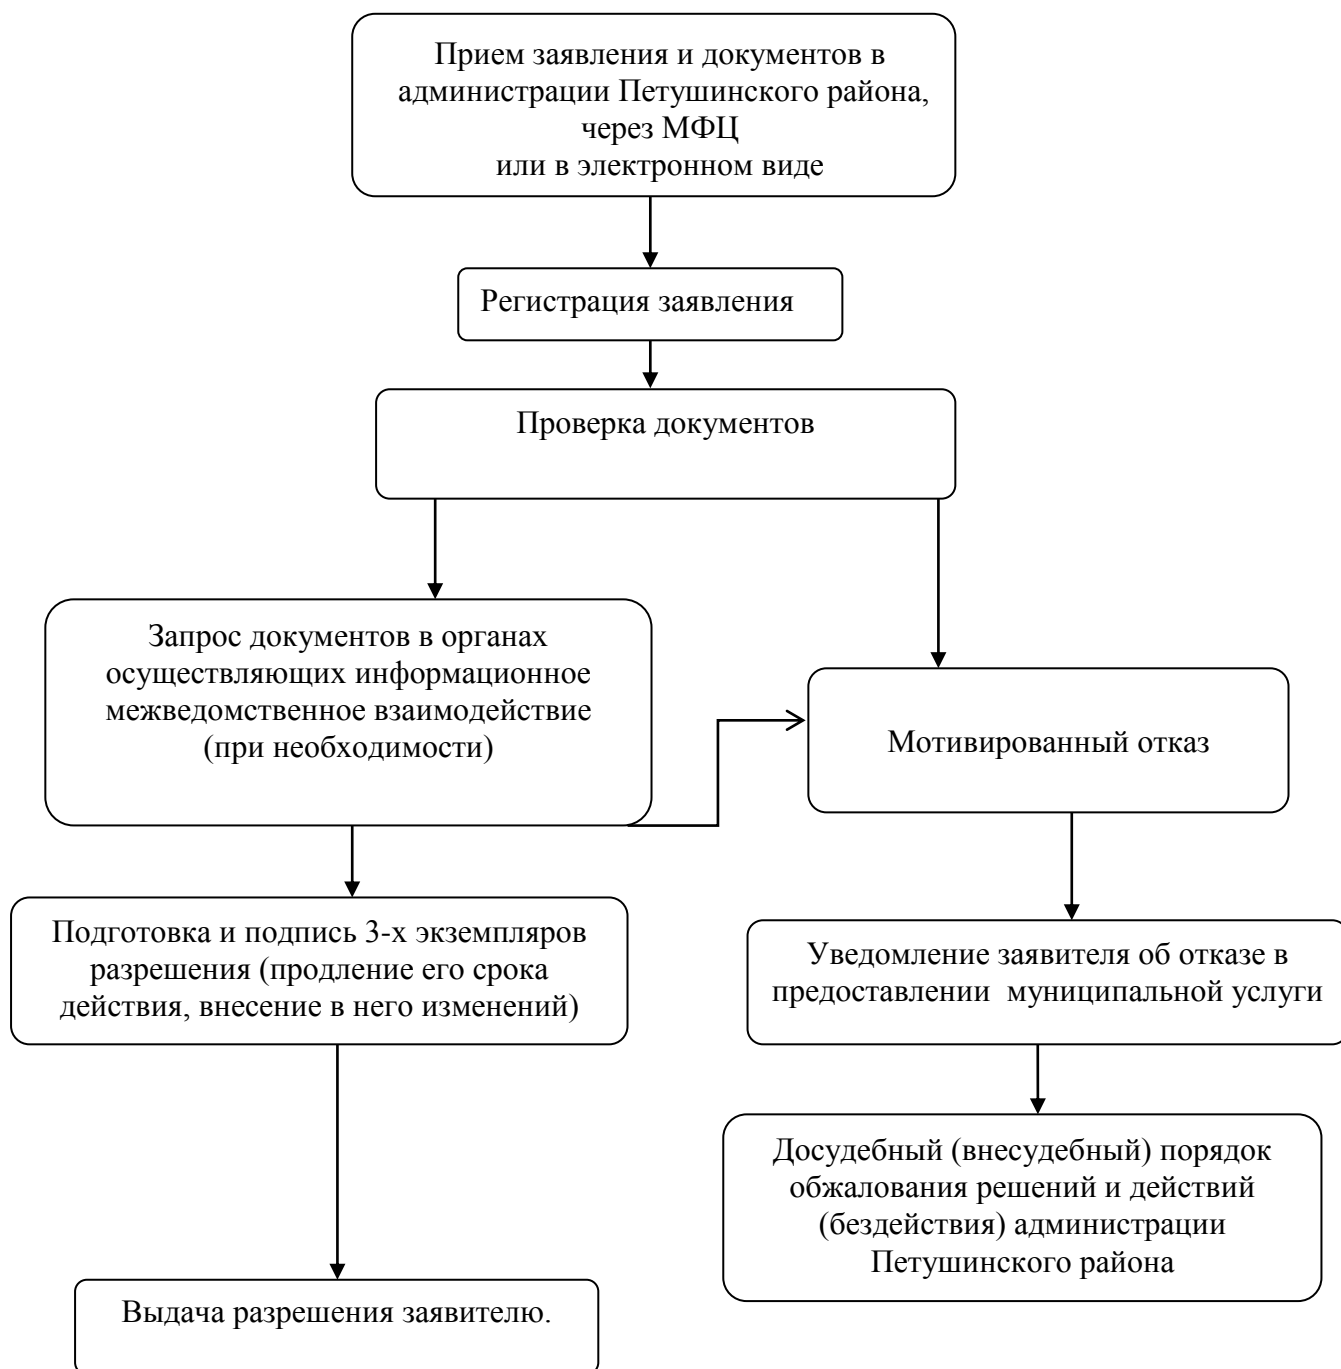 Прием заявления и документов в
администрации Петушинского района,
через МФЦ
или в электронном виде
Регистрация заявления
Проверка документов
Запрос документов в органах
осуществляющих информационное
межведомственное взаимодействие
(при необходимости)
Мотивированный отказ
Подготовка и подпись 3-х экземпляров
разрешения (продление его срока
действия, внесение в него изменений)
Уведомление заявителя об отказе в
предоставлении  муниципальной услуги
Досудебный (внесудебный) порядок
обжалования решений и действий
(бездействия) администрации
Петушинского района
Выдача разрешения заявителю.